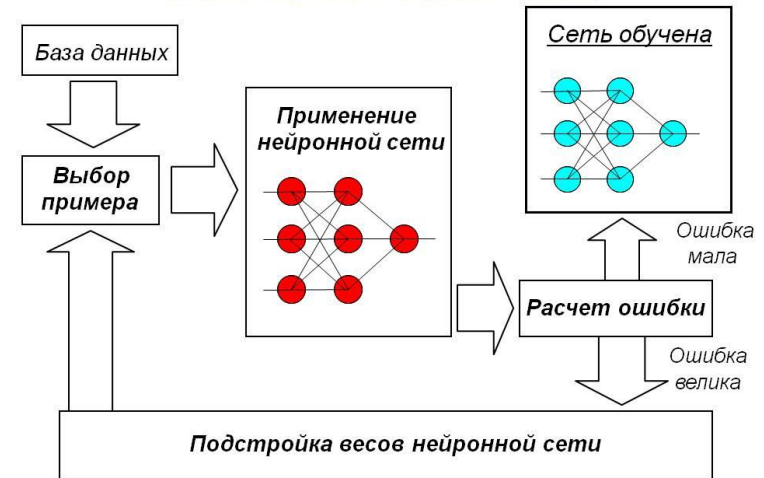 База данных
Выбор
примера
Применение
нейронной сети
Сеть обучена
Ошибка
мала
Расчет ошибки
Ошибка
велика
Подстройка весов нейронной сети